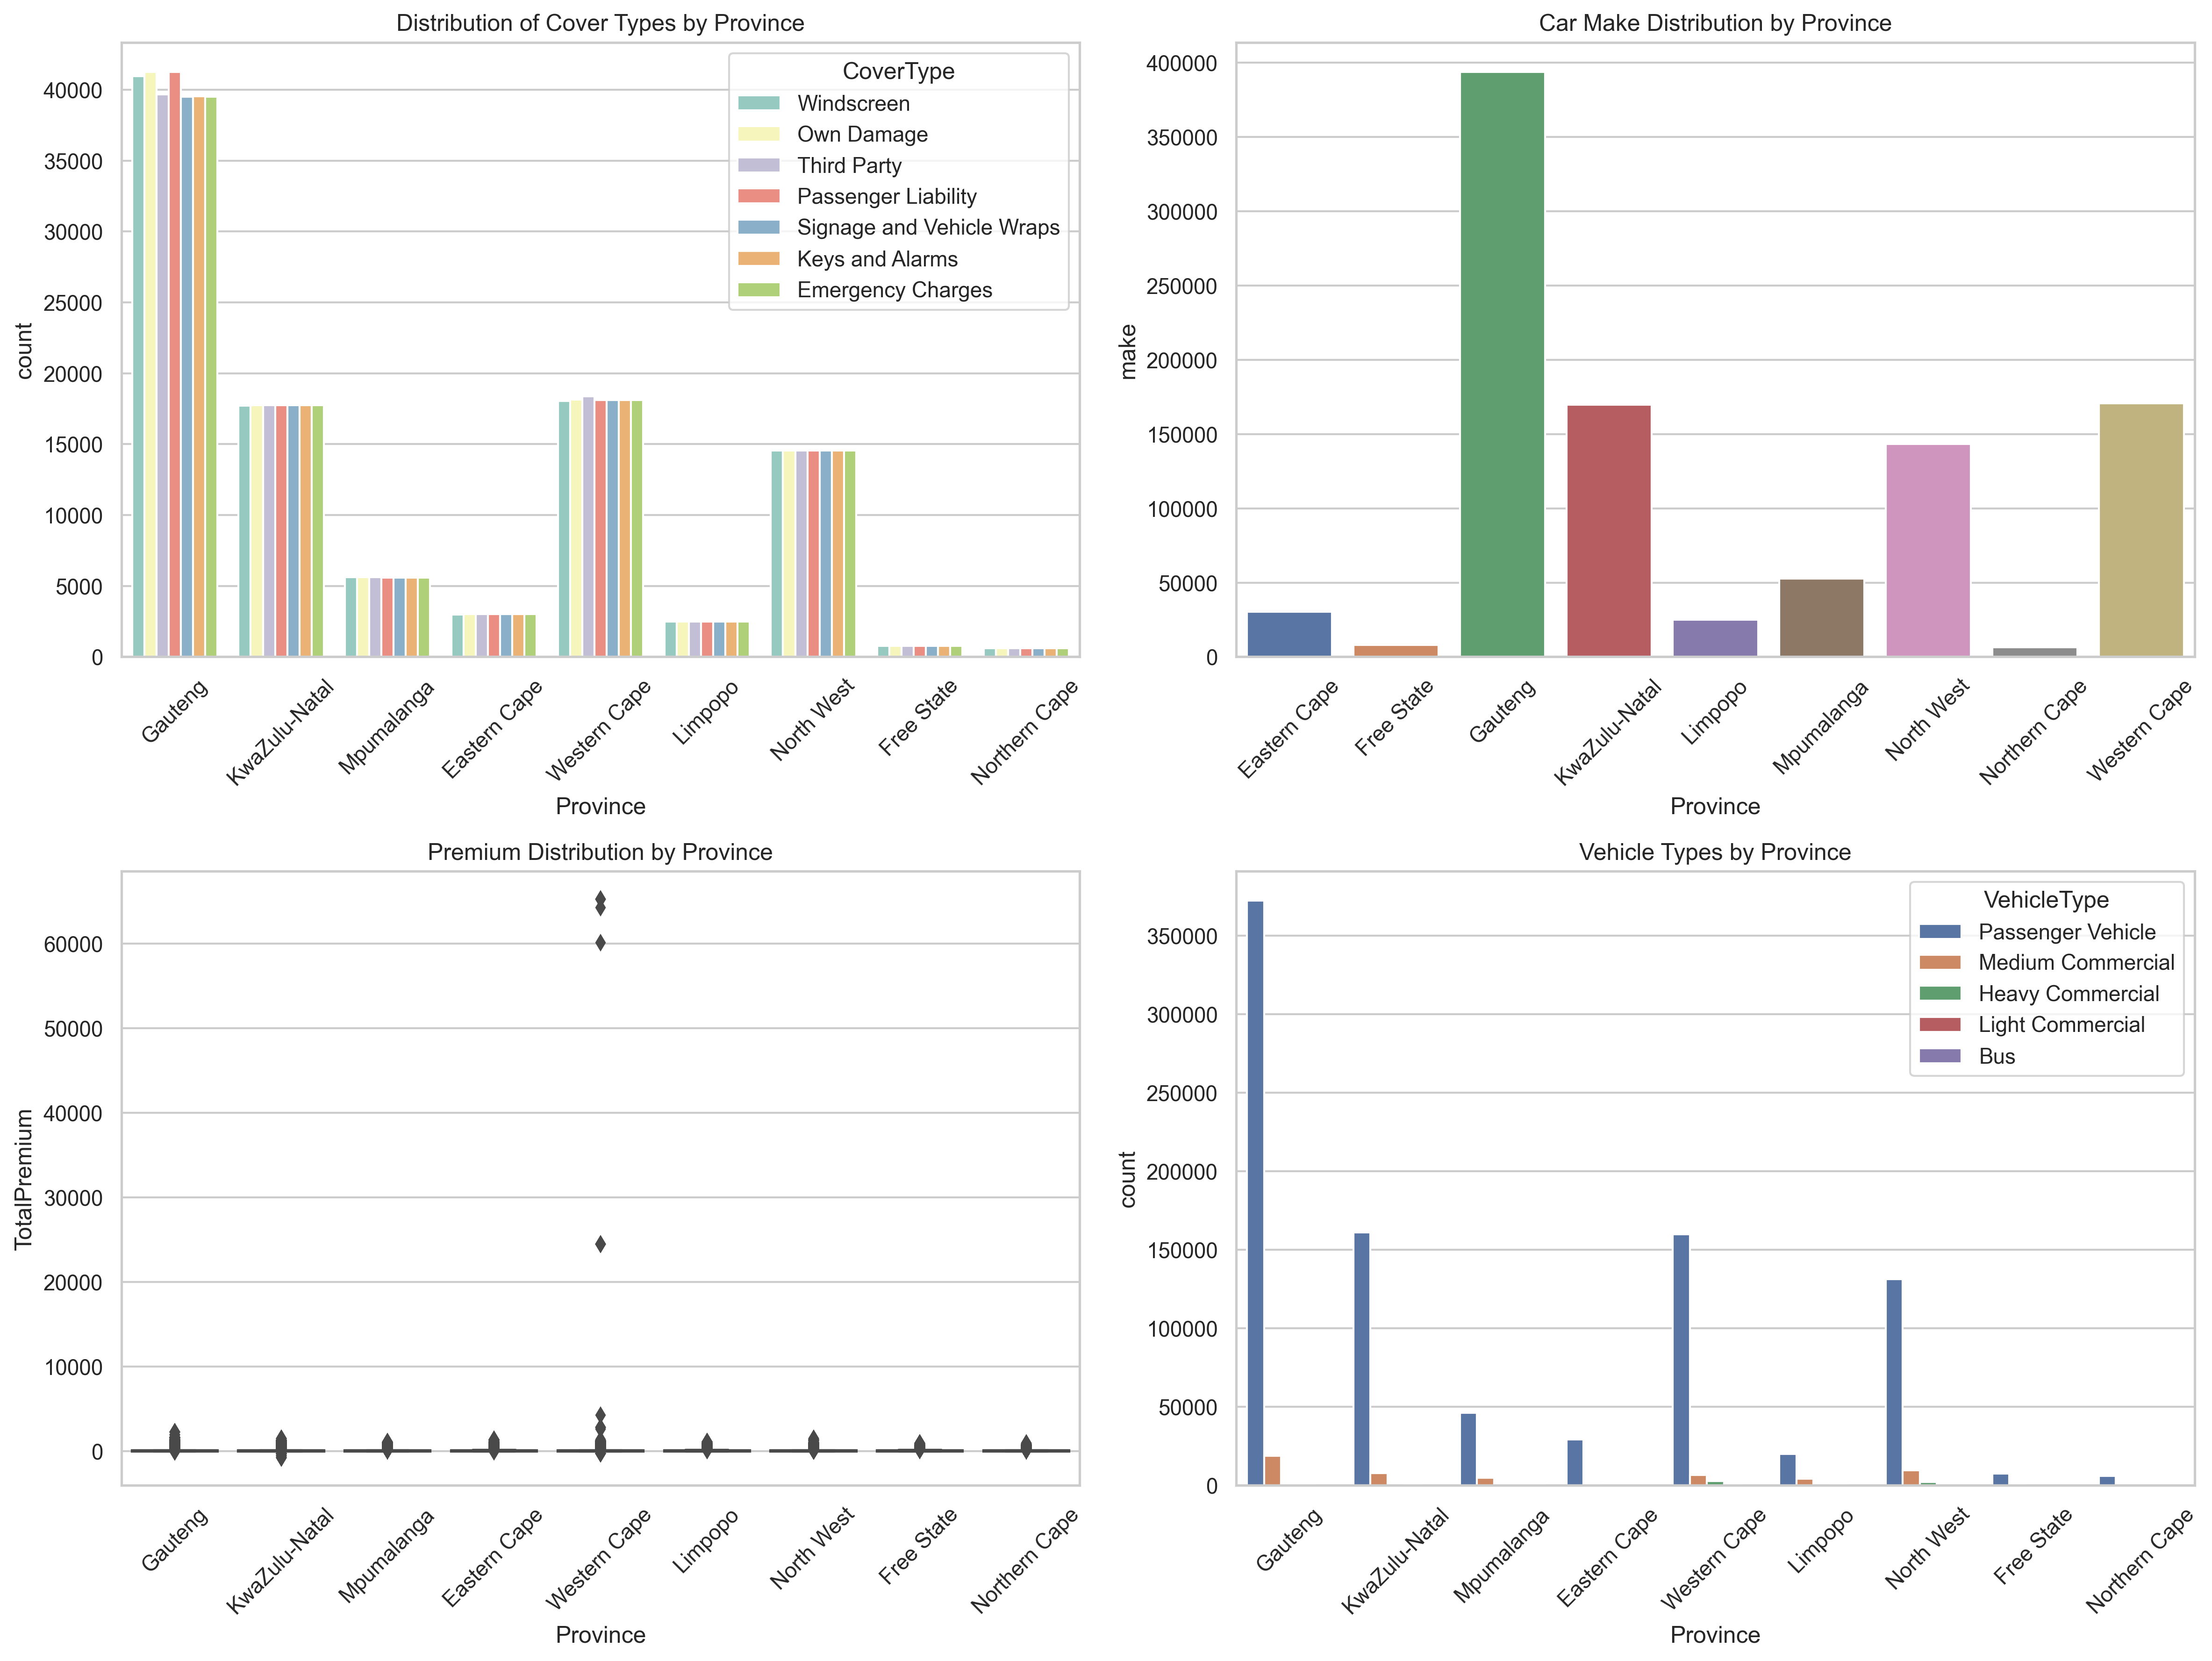 Distribution of Cover Types by Province
count
40000
35000
30000
25000
20000
15000
10000
5000
0
CoverType
Windscreen
Own Damage
Third Party
Passenger Liability
Signage and Vehicle Wraps
Keys and Alarms
Emergency Charges
Gauteng
KwaZulu-Natal
Mpumalanga
Eastern Cape
Western Cape
Limpopo
North West
Free State
Northern Cape
Province
Car Make Distribution by Province
make
400000
350000
300000
250000
200000
150000
100000
50000
0
Eastern Cape
Free State
Gauteng
KwaZulu-Natal
Limpopo
Mpumalanga
North West
Northern Cape
Western Cape
Province
Premium Distribution by Province
TotalPremium
60000
50000
40000
30000
20000
10000
0
Gauteng
KwaZulu-Natal
Mpumalanga
Eastern Cape
Western Cape
Limpopo
North West
Free State
Northern Cape
Province
Vehicle Types by Province
count
350000
300000
250000
200000
150000
100000
50000
0
VehicleType
Passenger Vehicle
Medium Commercial
Heavy Commercial
Light Commercial
Bus
Gauteng
KwaZulu-Natal
Mpumalanga
Eastern Cape
Western Cape
Limpopo
North West
Free State
Northern Cape
Province